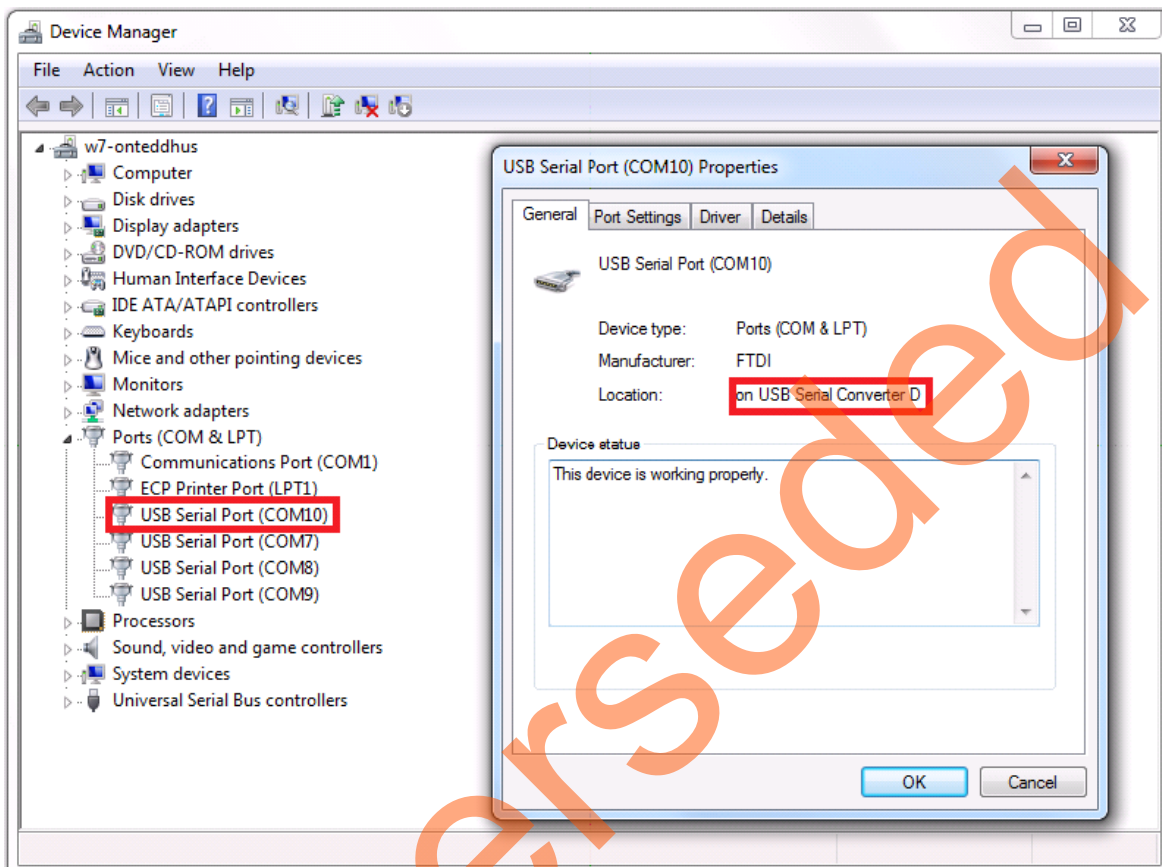 Device Manager
File Action View Help
w7-onteddhus
Computer
Disk drives
Display adapters
DVD/CD-ROM drives
Human Interface Devices
IDE ATA/ATAPI controllers
Keyboards
Mice and other pointing devices
Monitors
Network adapters
Ports (COM & LPT)
Communications Port (COM1)
ECP Printer Port (LPT1)
USB Serial Port (COM10)
USB Serial Port (COM7)
USB Serial Port (COM8)
USB Serial Port (COM9)
Processors
Sound, video and game controllers
System devices
Universal Serial Bus controllers
USB Serial Port (COM10) Properties
General Port Settings Driver Details
USB Serial Port (COM10)
Device type: Ports (COM & LPT)
Manufacturer: FTDI
Location: on USB Serial Converter D
Device status
This device is working properly.
OK Cancel
erseded